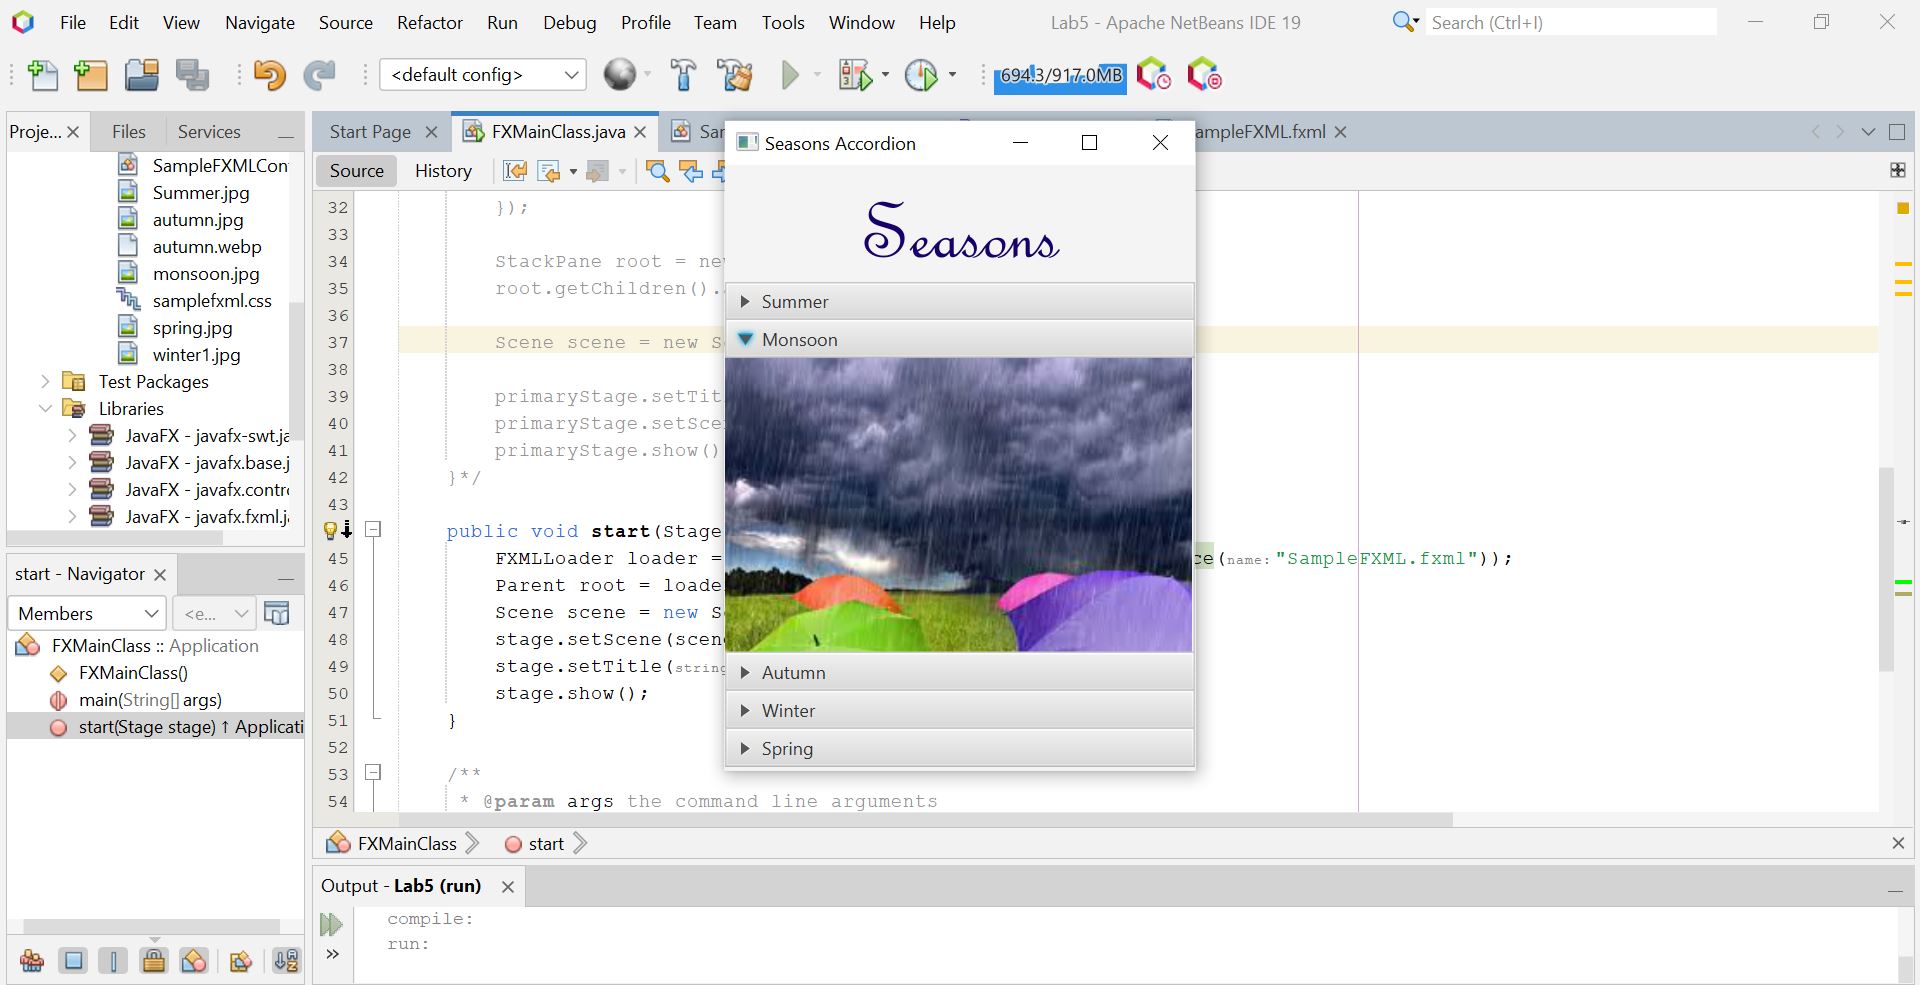 File Edit View Navigate Source Refactor Run Debug Profile Team Tools Window Help Lab5 - Apache NetBeans IDE 19 Search (Ctrl+I)
<default config> 694.3/917.0MB
Proje... Files Services
SampleFXMLCon
Summer.jpg
autumn.jpg
autumn.webp
monsoon.jpg
samplefxml.css
spring.jpg
winter1.jpg
Test Packages
Libraries
JavaFX - javafx-swt.ja
JavaFX - javafx.base.j
JavaFX - javafx.contr
JavaFX - javafx.fxml.j
start - Navigator
Members <e...
FXMainClass :: Application
FXMainClass()
main(String[] args)
start(Stage stage) ↑ Applicati
Start Page FXMainClass.java Sa ampleFXML.fxml
Source History
32 });
33
34 StackPane root = ne
35 root.getChildren().
36
37 Scene scene = new S
38
39 primaryStage.setTit
40 primaryStage.setSce
41 primaryStage.show()
42 }*/
43
public void start(Stage
45 FXMLLoader loader = ce(name:"SampleFXML.fxml"));
46 Parent root = loade
47 Scene scene = new S
48 stage.setScene(scen
49 stage.setTitle(string
50 stage.show();
51 }
52
53 /**
54 * @param args the command line arguments
Seasons Accordion
Seasons
Summer
Monsoon
Autumn
Winter
Spring
FXMainClass start
Output - Lab5 (run)
compile:
run: